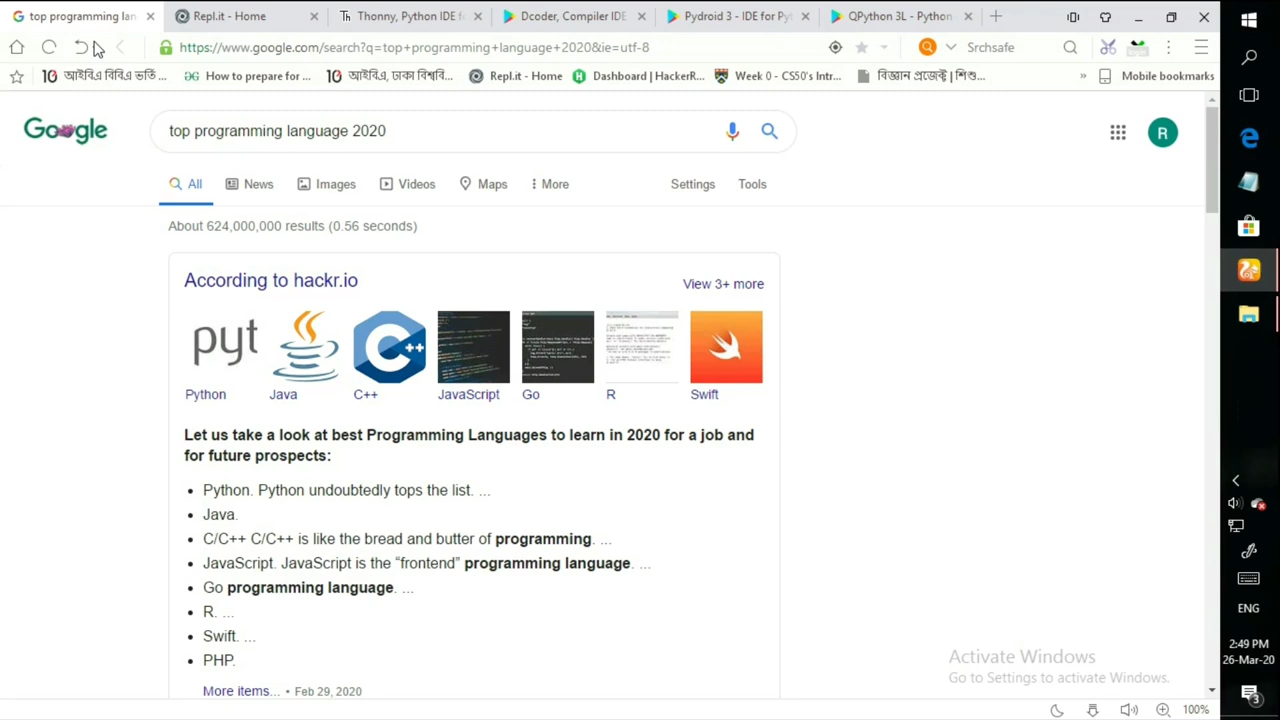 top programming lan
Repl.it - Home
Thonny, Python IDE f
Dcoder, Compiler IDE
Pydroid 3 - IDE for Py
QPython 3L - Python
https://www.google.com/search?q=top+programming+language+2020&ie=utf-8
Srchsafe
10 আইবিএ বিবিএ ভর্তি ...
GG How to prepare for ...
10 আইবিএ, ঢাকা বিশ্ববি...
Repl.it - Home
Dashboard | HackerR...
Week 0 - CS50's Intr...
বিজ্ঞান প্রজেক্ট | শিশু...
»
Mobile bookmarks
Google
top programming language 2020
R
All
News
Images
Videos
Maps
More
Settings
Tools
About 624,000,000 results (0.56 seconds)
According to hackr.io
View 3+ more
pyt
C++
Python
Java
C++
JavaScript
Go
R
Swift
Let us take a look at best Programming Languages to learn in 2020 for a job and
for future prospects:
• Python. Python undoubtedly tops the list. ...
• Java.
• C/C++ C/C++ is like the bread and butter of programming. ...
• JavaScript. JavaScript is the “frontend” programming language. ...
• Go programming language. ...
• R. ...
• Swift. ...
• PHP.
More items... • Feb 29, 2020
Activate Windows
Go to Settings to activate Windows.
100%
ENG
2:49 PM
26-Mar-20
3